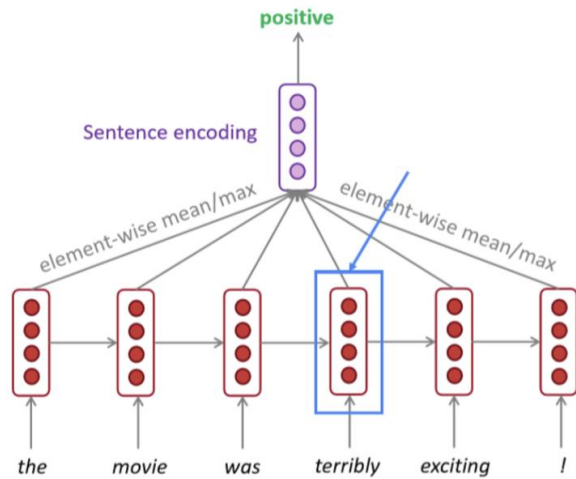 positive
Sentence encoding
element-wise mean/max
element-wise mean/max
the movie was terribly exciting !